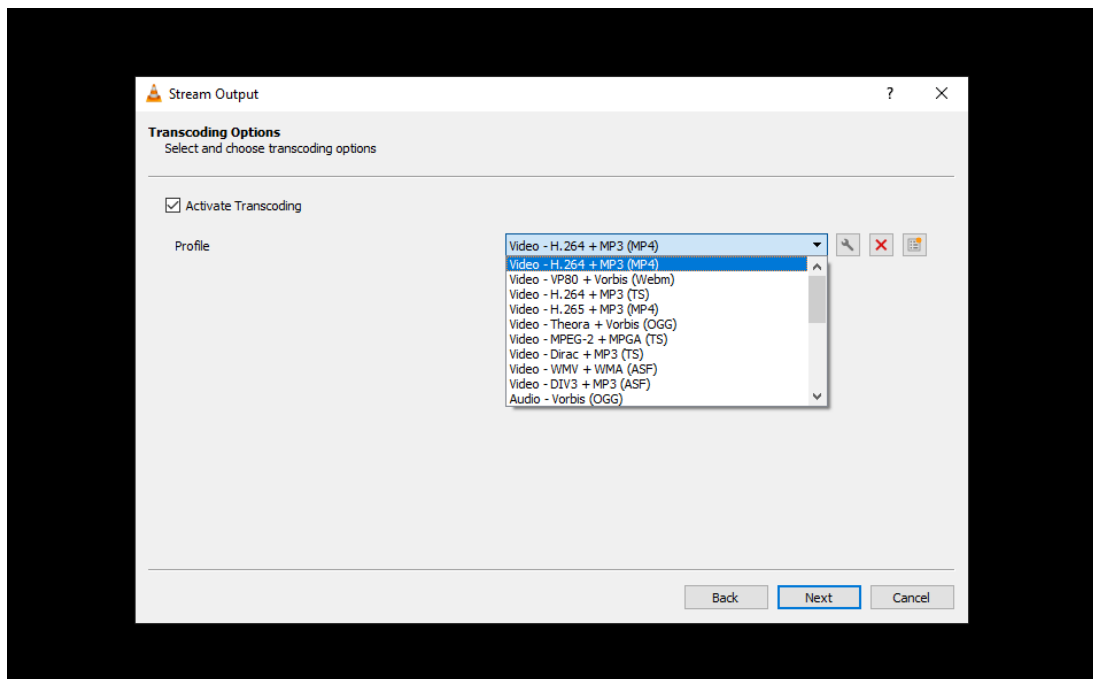 Stream Output
?
Transcoding Options
Select and choose transcoding options
Activate Transcoding
Profile
Video - H.264 + MP3 (MP4)
Video - H.264 + MP3 (MP4)
Video - VP80 + Vorbis (Webm)
Video - H.264 + MP3 (TS)
Video - H.265 + MP3 (MP4)
Video - Theora + Vorbis (OGG)
Video - MPEG-2 + MPGA (TS)
Video - Dirac + MP3 (TS)
Video - WMV + WMA (ASF)
Video - DIV3 + MP3 (ASF)
Audio - Vorbis (OGG)
Back Next Cancel